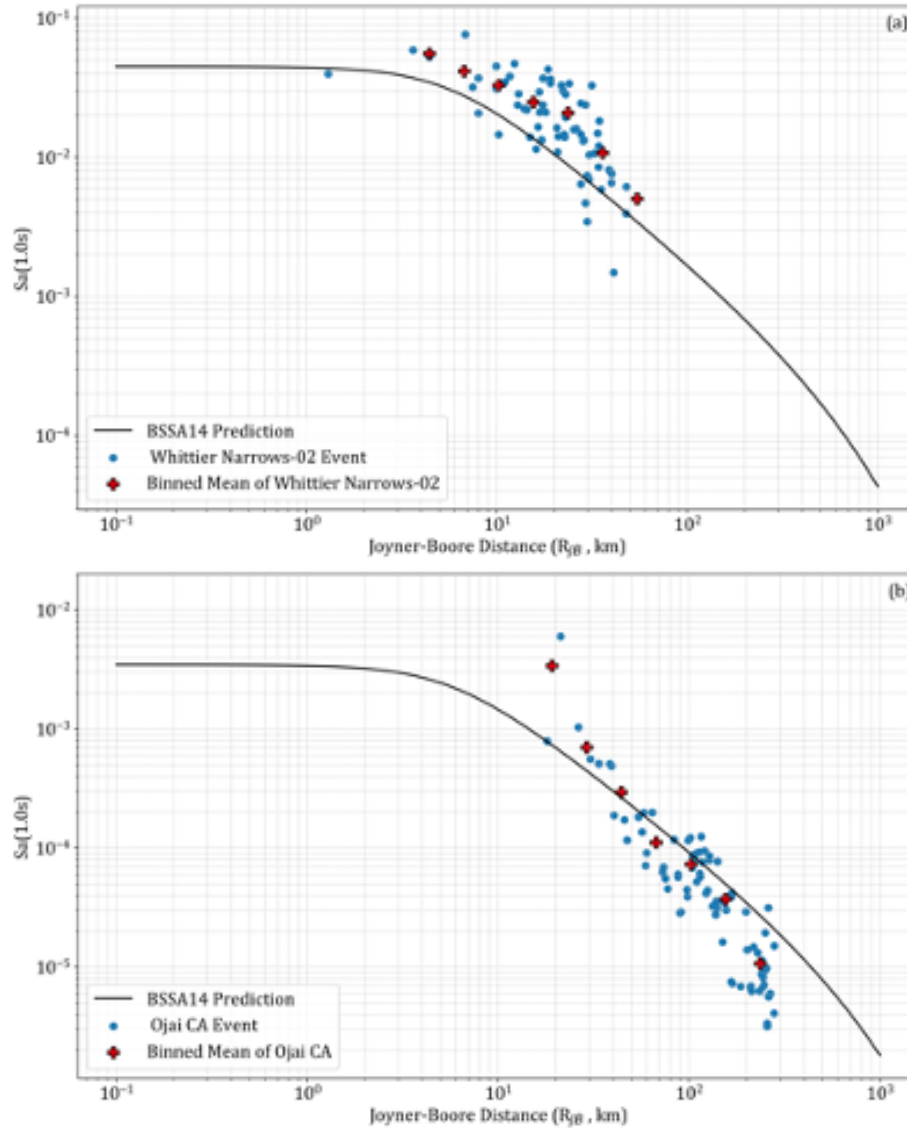 (a)
10⁻¹
10⁻²
10⁻³
10⁻⁴
Sa(1.0s)
BSSA14 Prediction
Whittier Narrows-02 Event
Binned Mean of Whittier Narrows-02
10⁻¹ 10⁰ 10¹ 10² 10³
Joyner-Boore Distance (R_JB , km)
(b)
10⁻²
10⁻³
10⁻⁴
10⁻⁵
Sa(1.0s)
BSSA14 Prediction
Ojai CA Event
Binned Mean of Ojai CA
10⁻¹ 10⁰ 10¹ 10² 10³
Joyner-Boore Distance (R_JB , km)